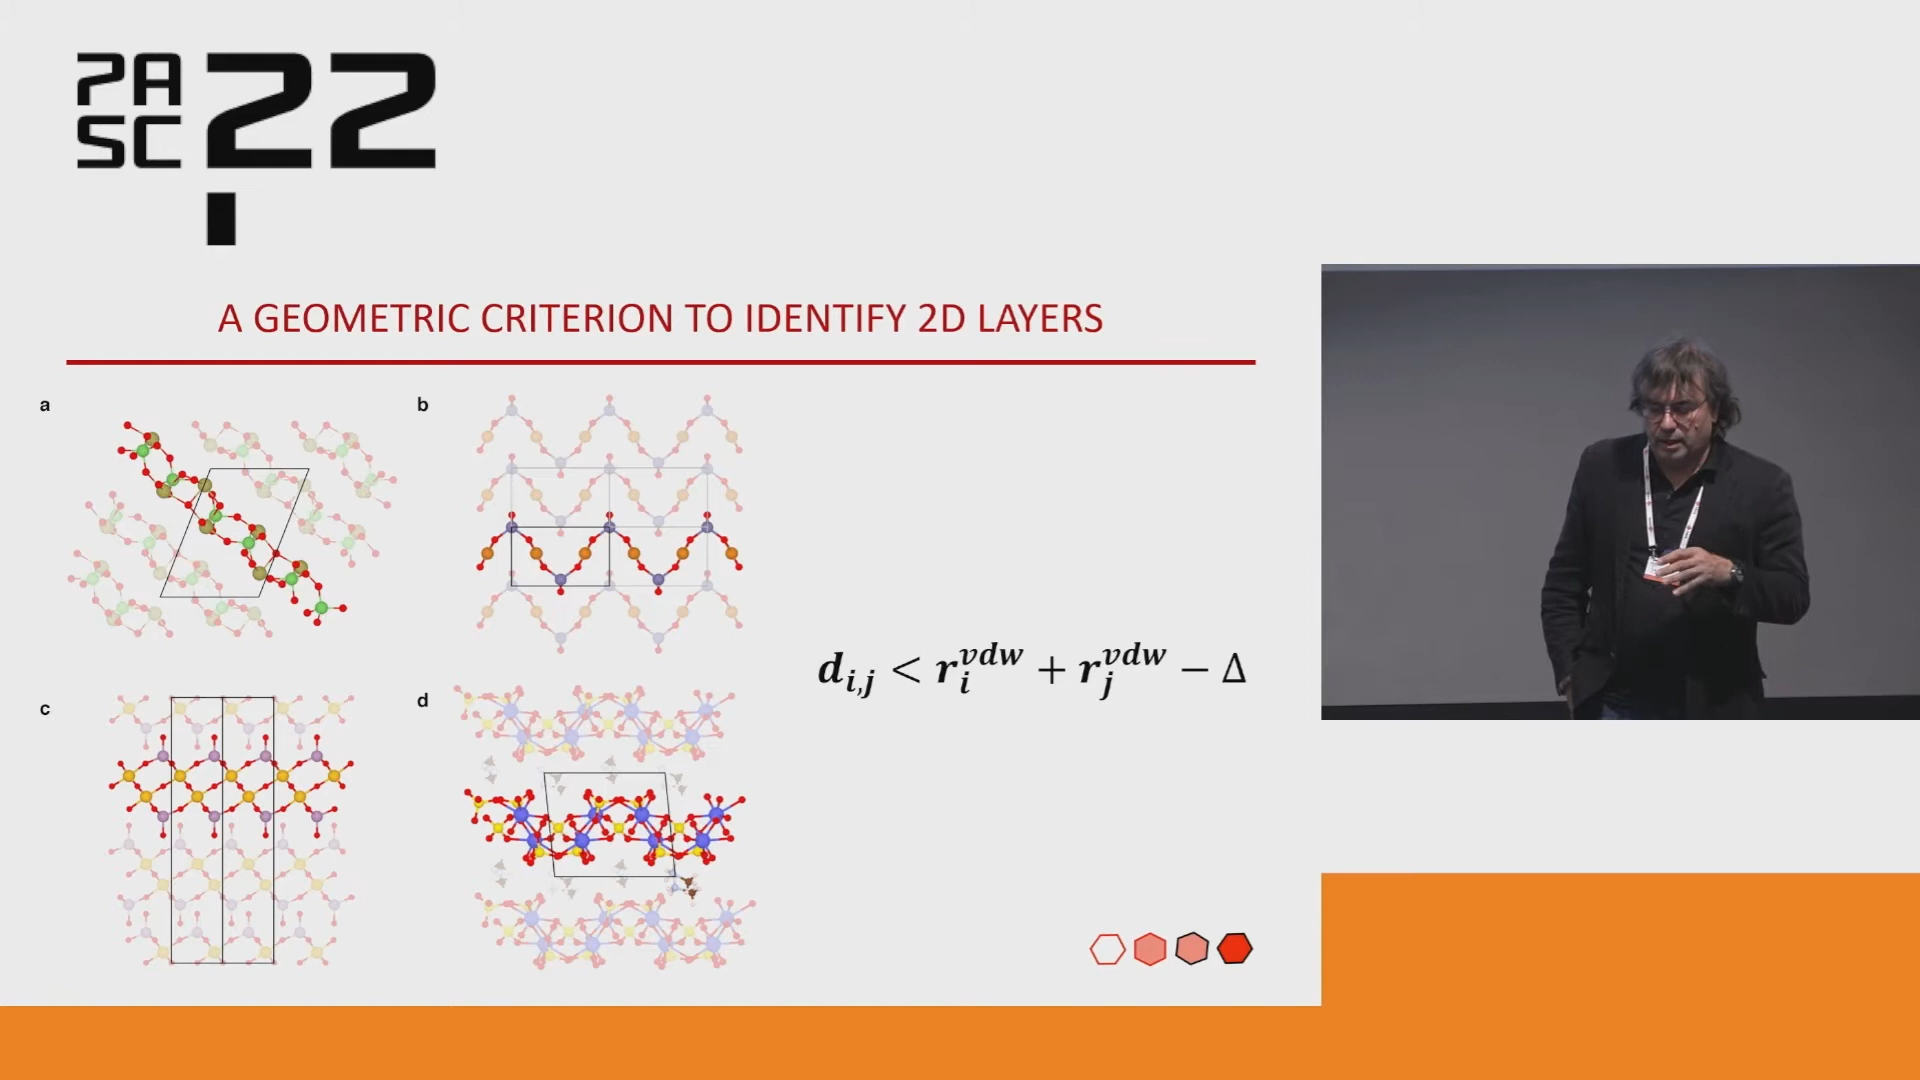 PA
SC
22
A GEOMETRIC CRITERION TO IDENTIFY 2D LAYERS
a
b
c
d
d_{i,j} < r_i^{vdw} + r_j^{vdw} − Δ